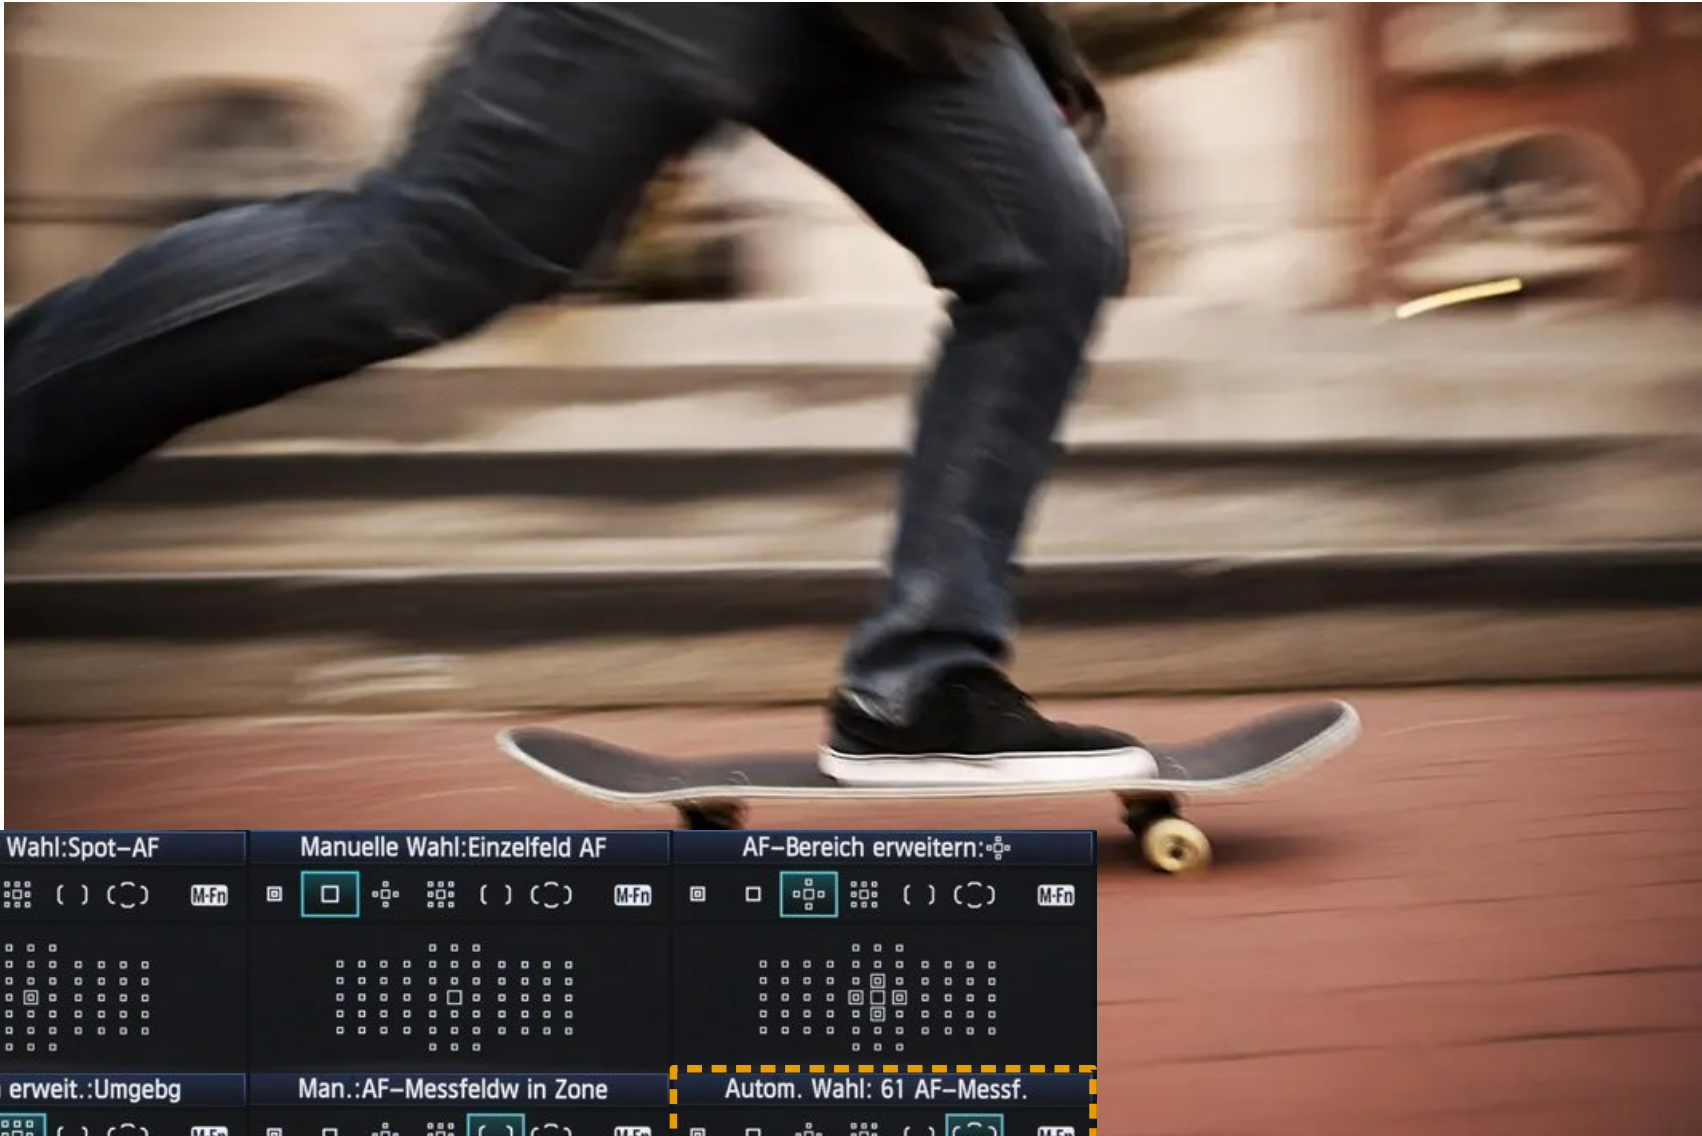 Wahl:Spot–AF
Manuelle Wahl:Einzelfeld AF
AF–Bereich erweitern:
M-Fn
M-Fn
M-Fn
erweit.:Umgebg
Man.:AF–Messfeldw in Zone
Autom. Wahl: 61 AF–Messf.